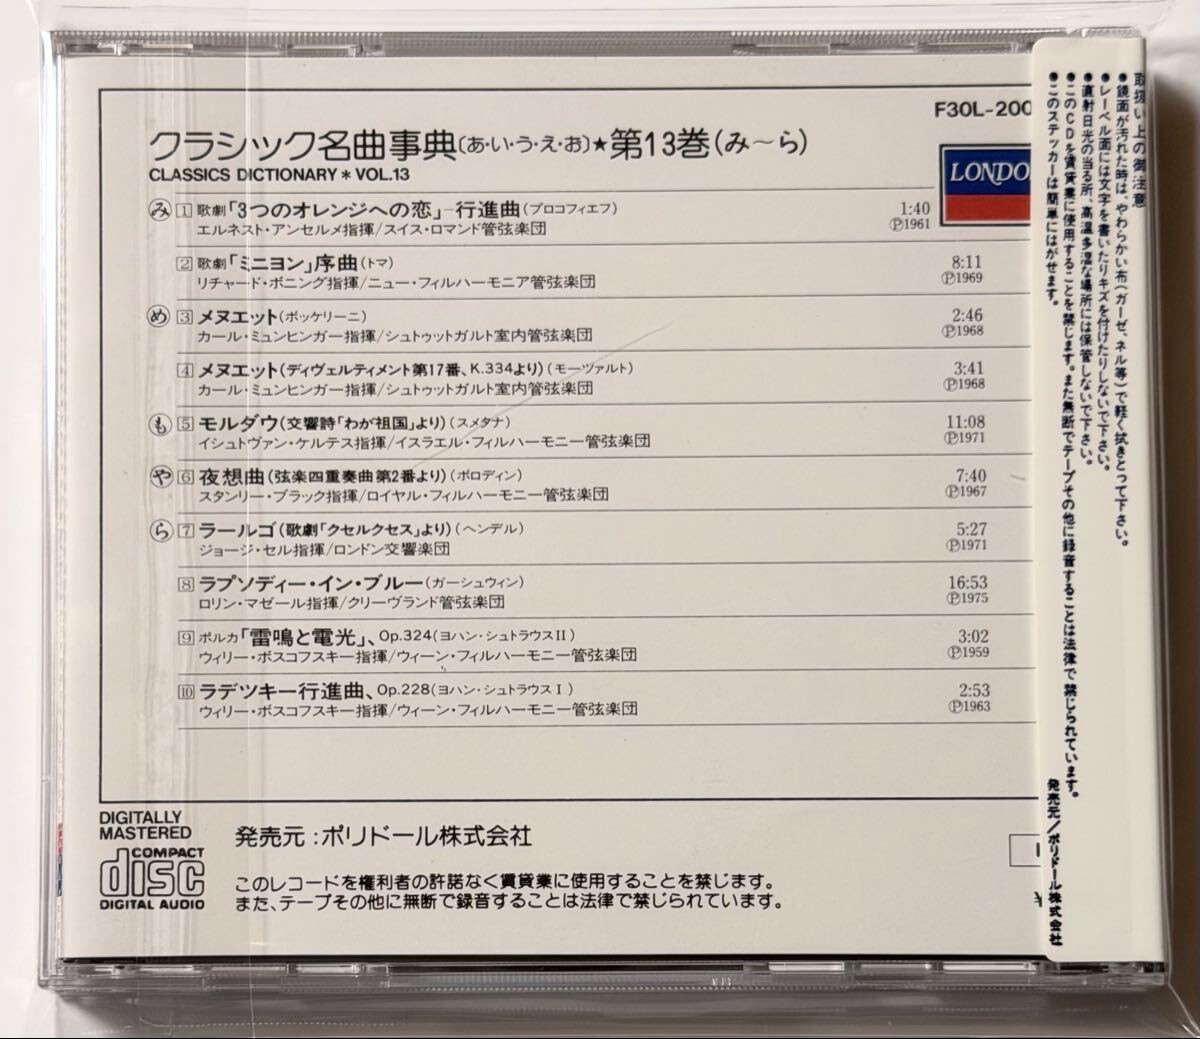 F30L-200
クラシック名曲事典(あ・い・う・え・お)★第13巻(み〜ら)
CLASSICS DICTIONARY * VOL.13
LONDO
み 1 歌劇「3つのオレンジへの恋」-行進曲(プロコフィエフ) 1:40
エルネスト・アンセルメ指揮/スイス・ロマンド管弦楽団 Ⓟ1961
2 歌劇「ミニヨン」序曲(トマ) 8:11
リチャード・ボニング指揮/ニュー・フィルハーモニア管弦楽団 Ⓟ1969
め 3 メヌエット(ボッケリーニ) 2:46
カール・ミュンヒンガー指揮/シュトゥットガルト室内管弦楽団 Ⓟ1968
4 メヌエット(ディヴェルティメント第17番、K.334より)(モーツァルト) 3:41
カール・ミュンヒンガー指揮/シュトゥットガルト室内管弦楽団 Ⓟ1968
も 5 モルダウ(交響詩「わが祖国」より)(スメタナ) 11:08
イシュトヴァン・ケルテス指揮/イスラエル・フィルハーモニー管弦楽団 Ⓟ1971
や 6 夜想曲(弦楽四重奏曲第2番より)(ボロディン) 7:40
スタンリー・ブラック指揮/ロイヤル・フィルハーモニー管弦楽団 Ⓟ1967
ら 7 ラールゴ(歌劇「クセルクセス」より)(ヘンデル) 5:27
ジョージ・セル指揮/ロンドン交響楽団 Ⓟ1971
8 ラプソディー・イン・ブルー(ガーシュウィン) 16:53
ロリン・マゼール指揮/クリーヴランド管弦楽団 Ⓟ1975
9 ポルカ「雷鳴と電光」、Op.324(ヨハン・シュトラウスII) 3:02
ウィリー・ボスコフスキー指揮/ウィーン・フィルハーモニー管弦楽団 Ⓟ1959
10 ラデツキー行進曲、Op.228(ヨハン・シュトラウスI) 2:53
ウィリー・ボスコフスキー指揮/ウィーン・フィルハーモニー管弦楽団 Ⓟ1963
DIGITALLY
MASTERED
COMPACT
disc
DIGITAL AUDIO
発売元:ポリドール株式会社
このレコードを権利者の許諾なく賃貸業に使用することを禁じます。
また、テープその他に無断で録音することは法律で禁じられています。
取扱い上の御注意
●鏡面が汚れた時は、やわらかい布(ガーゼ、ネル等)で軽く拭きとって下さい。
●レーベル面には文字を書いたりキズを付けたりしないで下さい。
●直射日光の当る所、高温多湿な場所には保管しないで下さい。
●このCDを賃貸業に使用することを禁じます。また無断でテープその他に録音することは法律で禁じられています。
●このステッカーは簡単にはがせます。
発売元/ポリドール株式会社